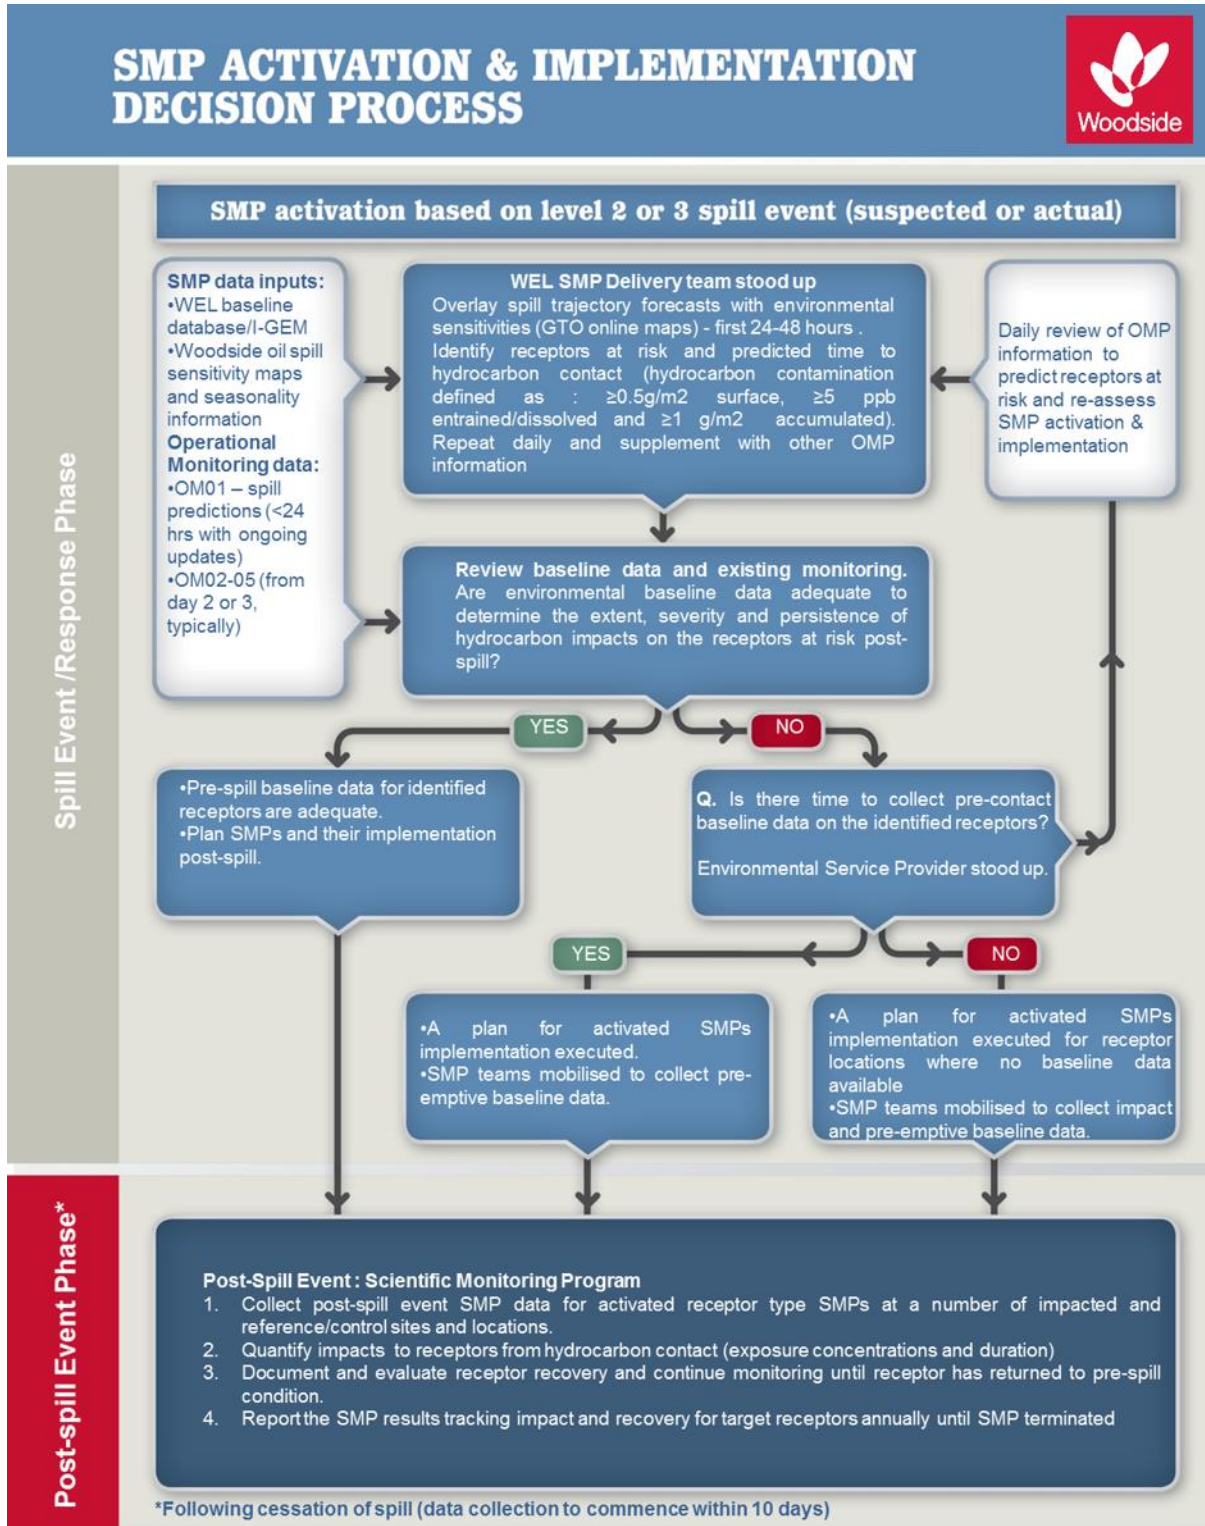 SMP ACTIVATION & IMPLEMENTATION
DECISION PROCESS
Woodside
Spill Event /Response Phase
SMP activation based on level 2 or 3 spill event (suspected or actual)
SMP data inputs:
•WEL baseline
database/I-GEM
•Woodside oil spill
sensitivity maps
and seasonality
information
Operational
Monitoring data:
•OM01 – spill
predictions (<24
hrs with ongoing
updates)
•OM02-05 (from
day 2 or 3,
typically)
WEL SMP Delivery team stood up
Overlay spill trajectory forecasts with environmental
sensitivities (GTO online maps) - first 24-48 hours .
Identify receptors at risk and predicted time to
hydrocarbon contact (hydrocarbon contamination
defined as : ≥0.5g/m2 surface, ≥5 ppb
entrained/dissolved and ≥1 g/m2 accumulated).
Repeat daily and supplement with other OMP
information
Daily review of OMP
information to
predict receptors at
risk and re-assess
SMP activation &
implementation
Review baseline data and existing monitoring.
Are environmental baseline data adequate to
determine the extent, severity and persistence of
hydrocarbon impacts on the receptors at risk post-
spill?
YES
NO
•Pre-spill baseline data for identified
receptors are adequate.
•Plan SMPs and their implementation
post-spill.
Q. Is there time to collect pre-contact
baseline data on the identified receptors?
Environmental Service Provider stood up.
YES
NO
•A plan for activated SMPs
implementation executed.
•SMP teams mobilised to collect pre-
emptive baseline data.
•A plan for activated SMPs
implementation executed for receptor
locations where no baseline data
available
•SMP teams mobilised to collect impact
and pre-emptive baseline data.
Post-spill Event Phase*
Post-Spill Event : Scientific Monitoring Program
1. Collect post-spill event SMP data for activated receptor type SMPs at a number of impacted and
reference/control sites and locations.
2. Quantify impacts to receptors from hydrocarbon contact (exposure concentrations and duration)
3. Document and evaluate receptor recovery and continue monitoring until receptor has returned to pre-spill
condition.
4. Report the SMP results tracking impact and recovery for target receptors annually until SMP terminated
*Following cessation of spill (data collection to commence within 10 days)